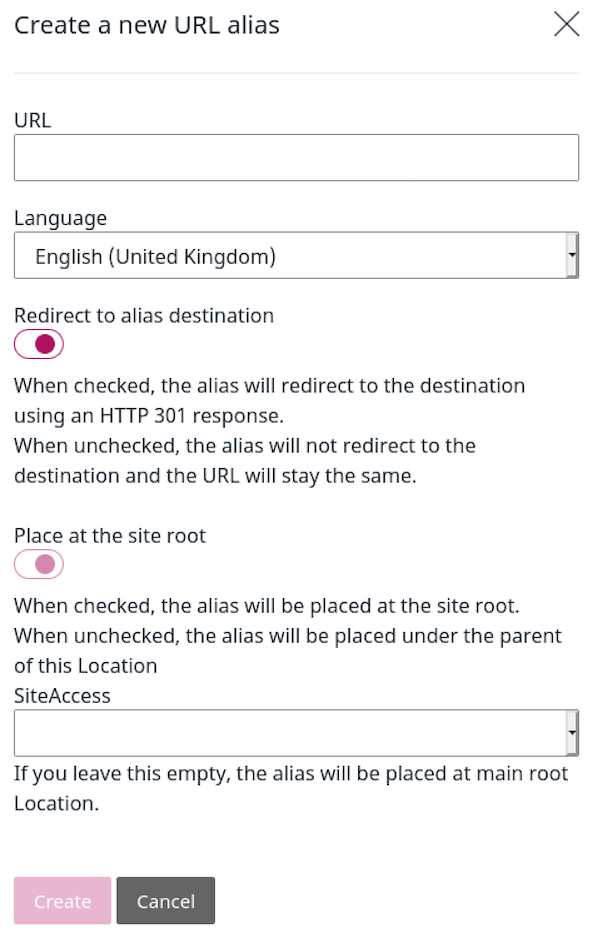 Create a new URL alias
URL
Language
English (United Kingdom)
Redirect to alias destination
When checked, the alias will redirect to the destination
using an HTTP 301 response.
When unchecked, the alias will not redirect to the
destination and the URL will stay the same.
Place at the site root
When checked, the alias will be placed at the site root.
When unchecked, the alias will be placed under the parent
of this Location
SiteAccess
If you leave this empty, the alias will be placed at main root
Location.
Create Cancel